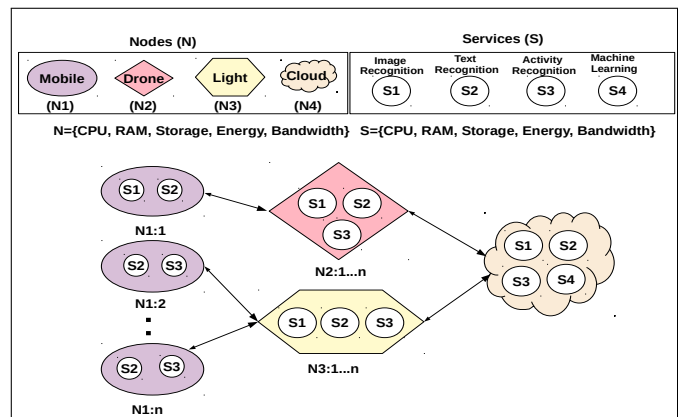 Nodes (N)
Services (S)
Mobile
(N1)
Drone
(N2)
Light
(N3)
Cloud
(N4)
Image
Recognition
S1
Text
Recognition
S2
Activity
Recognition
S3
Machine
Learning
S4
N={CPU, RAM, Storage, Energy, Bandwidth} S={CPU, RAM, Storage, Energy, Bandwidth}
S1 S2
N1:1
S2 S3
N1:2
S2 S3
N1:n
S1 S2
S3
N2:1...n
S1 S2 S3
N3:1...n
S1 S2
S3 S4